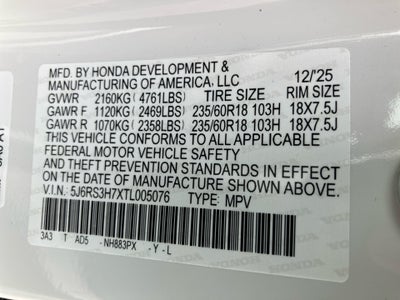 MFD. BY HONDA DEVELOPMENT &
MANUFACTURING OF AMERICA, LLC 12/25
GVWR 2160KG (4761LBS) TIRE SIZE RIM SIZE
GAWR F 1120KG (2469LBS) 235/60R18 103H 18X7.5J
GAWR R 1070KG (2358LBS) 235/60R18 103H 18X7.5J
THIS VEHICLE CONFORMS TO ALL APPLICABLE
FEDERAL MOTOR VEHICLE SAFETY
AND THEFT PREVENTION STANDARDS IN EFFECT
ON THE DATE OF MANUFACTURE SHOWN ABOVE.
V.I.N.: 5J6RS3H7XTL005076 TYPE: MPV
3A3 T AD5 -NH883PX -Y-L
HONDA